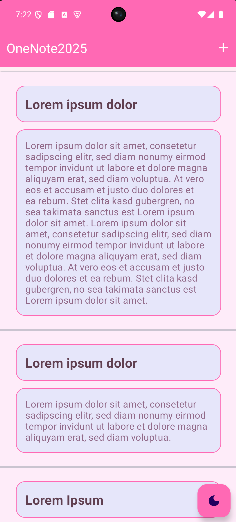 7:22
OneNote2025
Lorem ipsum dolor
Lorem ipsum dolor sit amet, consetetur
sadipscing elitr, sed diam nonumy eirmod
tempor invidunt ut labore et dolore magna
aliquyam erat, sed diam voluptua. At vero
eos et accusam et justo duo dolores et
ea rebum. Stet clita kasd gubergren, no
sea takimata sanctus est Lorem ipsum
dolor sit amet. Lorem ipsum dolor sit
amet, consetetur sadipscing elitr, sed
diam nonumy eirmod tempor invidunt ut labore
et dolore magna aliquyam erat, sed diam
voluptua. At vero eos et accusam et justo
duo dolores et ea rebum. Stet clita kasd
gubergren, no sea takimata sanctus est
Lorem ipsum dolor sit amet.
Lorem ipsum dolor
Lorem ipsum dolor sit amet, consetetur
sadipscing elitr, sed diam nonumy eirmod
tempor invidunt ut labore et dolore magna
aliquyam erat, sed diam voluptua.
Lorem Ipsum